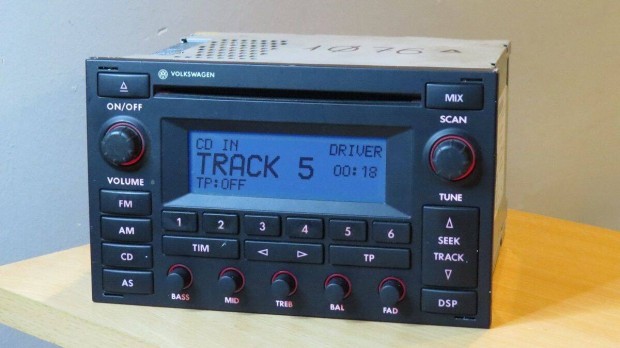 1076
VOLKSWAGEN
ON/OFF
VOLUME
FM
AM
CD
AS
CD IN
DRIVER
TRACK 5
00:18
TP:OFF
MIX
SCAN
TUNE
1 2 3 4 5 6
TIM
TP
SEEK
TRACK
DSP
BASS
MID
TREB
BAL
FAD